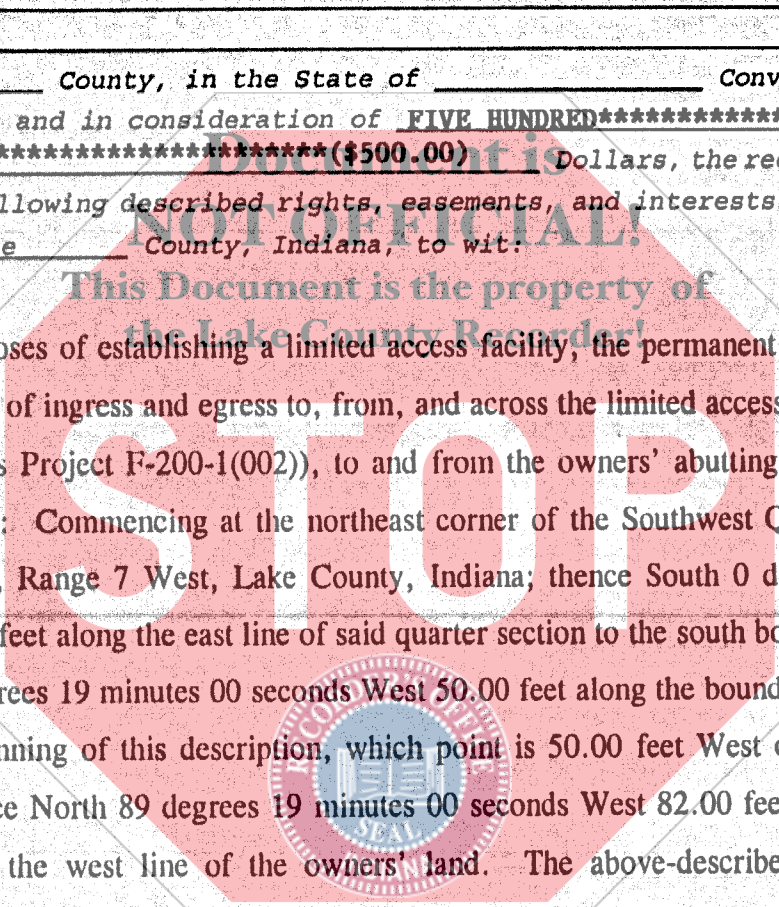 County, in the State of Conv
and in consideration of FIVE HUNDRED*************
**********************($500.00) Dollars, the rec
llowing described rights, easements, and interests
e County, Indiana, to wit:
Document is
NOT OFFICIAL!
This Document is the property of
the Lake County Recorder!
oses of establishing a limited access facility, the permanent
of ingress and egress to, from, and across the limited access
s Project F-200-1(002)), to and from the owners' abutting
: Commencing at the northeast corner of the Southwest Q
, Range 7 West, Lake County, Indiana; thence South 0 d
feet along the east line of said quarter section to the south bo
rees 19 minutes 00 seconds West 50.00 feet along the bound
nning of this description, which point is 50.00 feet West o
ce North 89 degrees 19 minutes 00 seconds West 82.00 fee
the west line of the owners' land. The above-describe
STOP
RECORDER'S OFFICE
SEAL